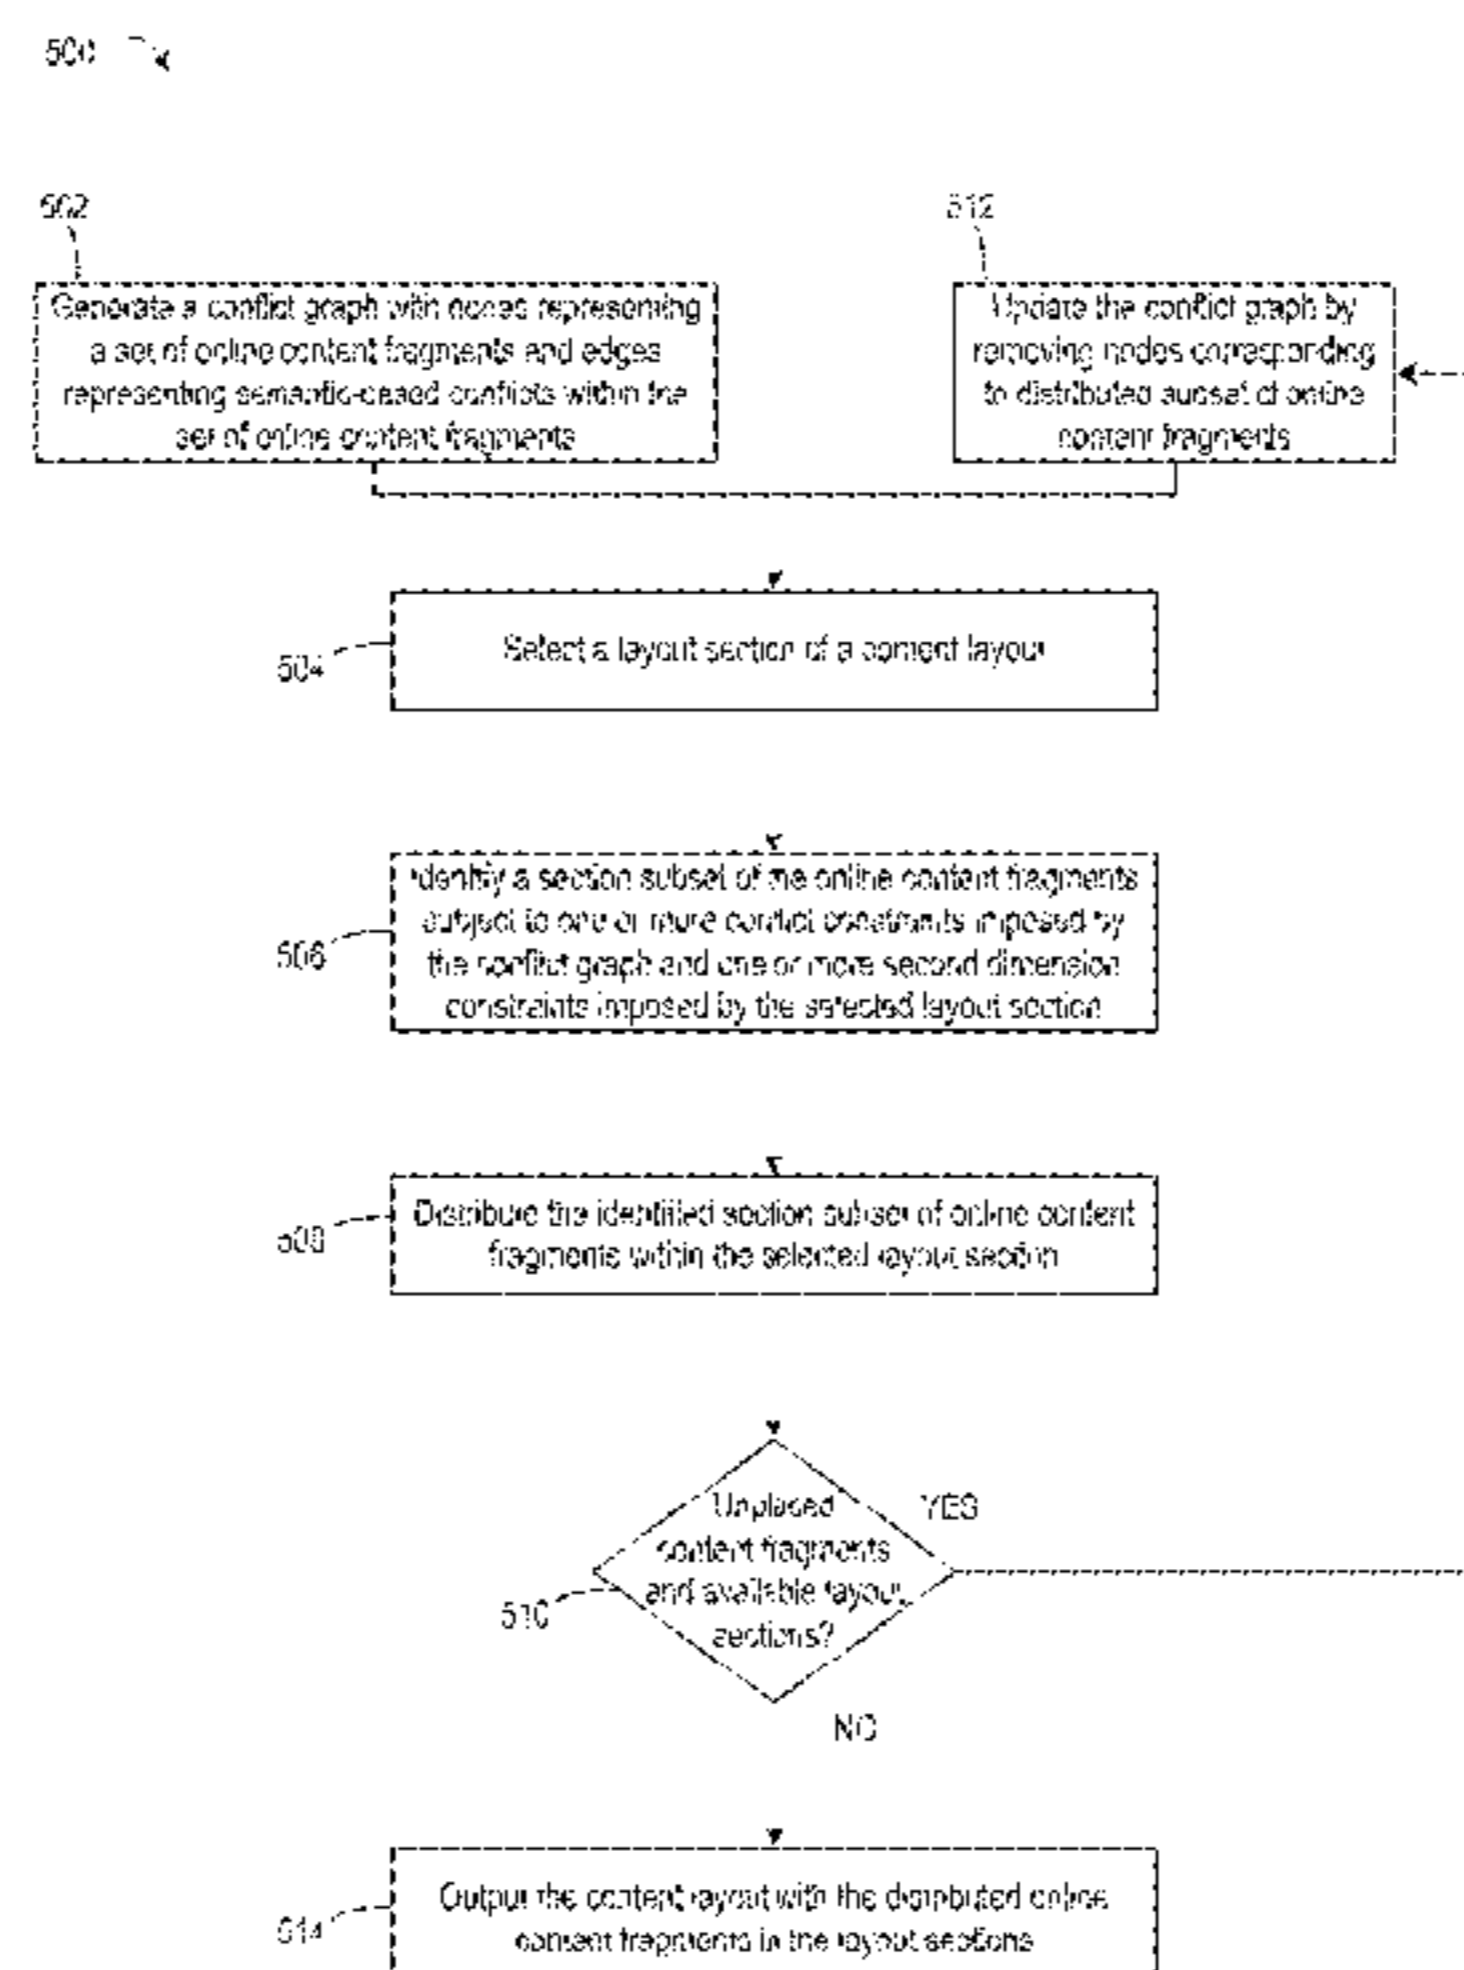 500
502
Generate a conflict graph with nodes representing
a set of online content fragments and edges
representing semantic-based conflicts within the
set of online content fragments
512
Update the conflict graph by
removing nodes corresponding
to distributed subset of online
content fragments
504
Select a layout section of a content layout
506
Identify a section subset of the online content fragments
subject to one or more conflict constraints imposed by
the conflict graph and one or more second dimension
constraints imposed by the selected layout section
508
Distribute the identified section subset of online content
fragments within the selected layout section
510
Unplaced
content fragments
and available layout
sections?
YES
NO
514
Output the content layout with the distributed online
content fragments in the layout sections